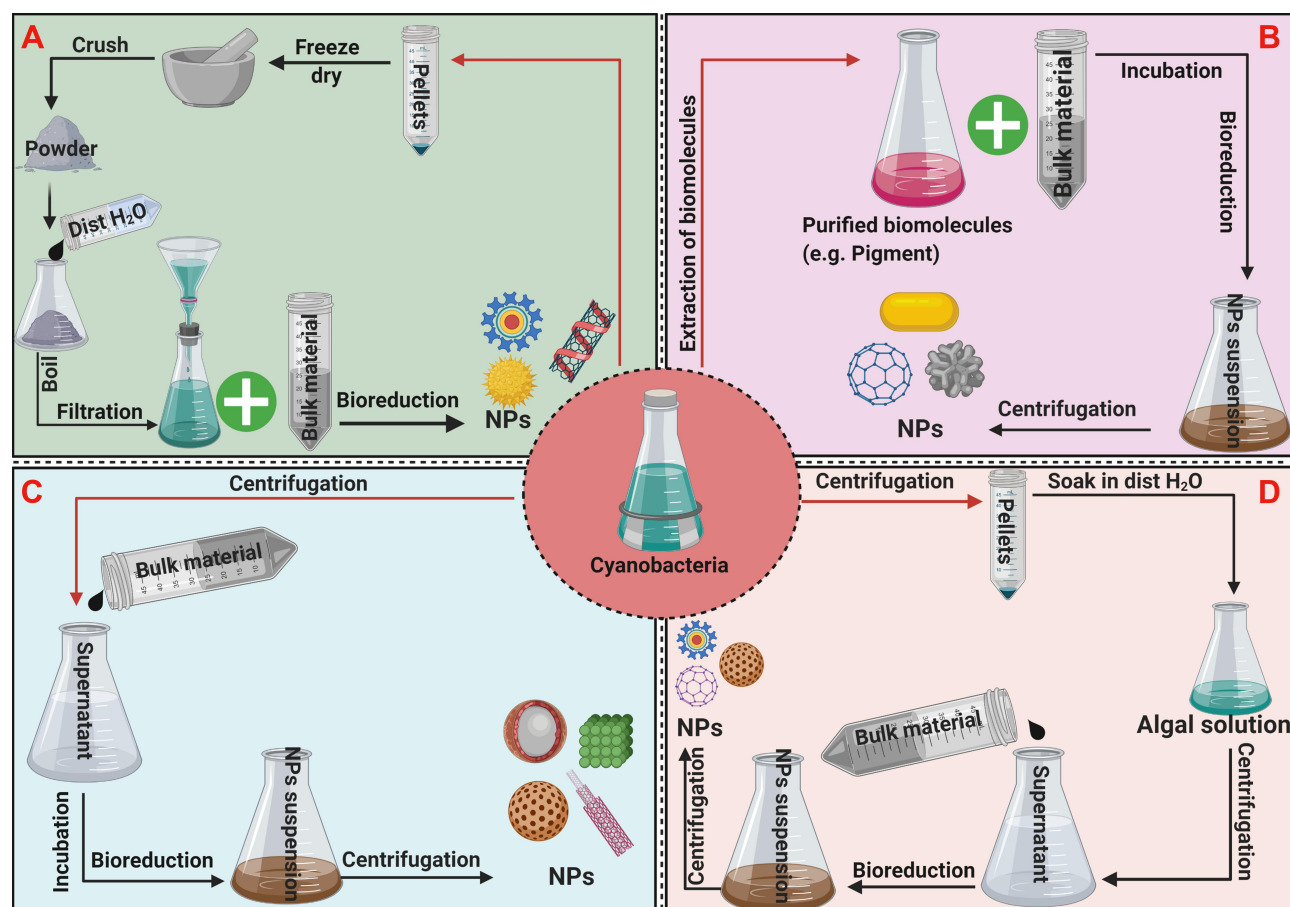 A
Crush
Freeze
dry
Pellets
Powder
Dist H₂O
Boil
Filtration
Bulk material
Bioreduction
NPs
B
Extraction of biomolecules
Purified biomolecules
(e.g. Pigment)
Bulk material
Incubation
Bioreduction
NPs suspension
Centrifugation
NPs
Cyanobacteria
C
Centrifugation
Bulk material
Supernatant
Incubation
Bioreduction
NPs suspension
Centrifugation
NPs
D
Centrifugation
Pellets
Soak in dist H₂O
Algal solution
Centrifugation
Bulk material
Supernatant
Bioreduction
NPs suspension
Centrifugation
NPs